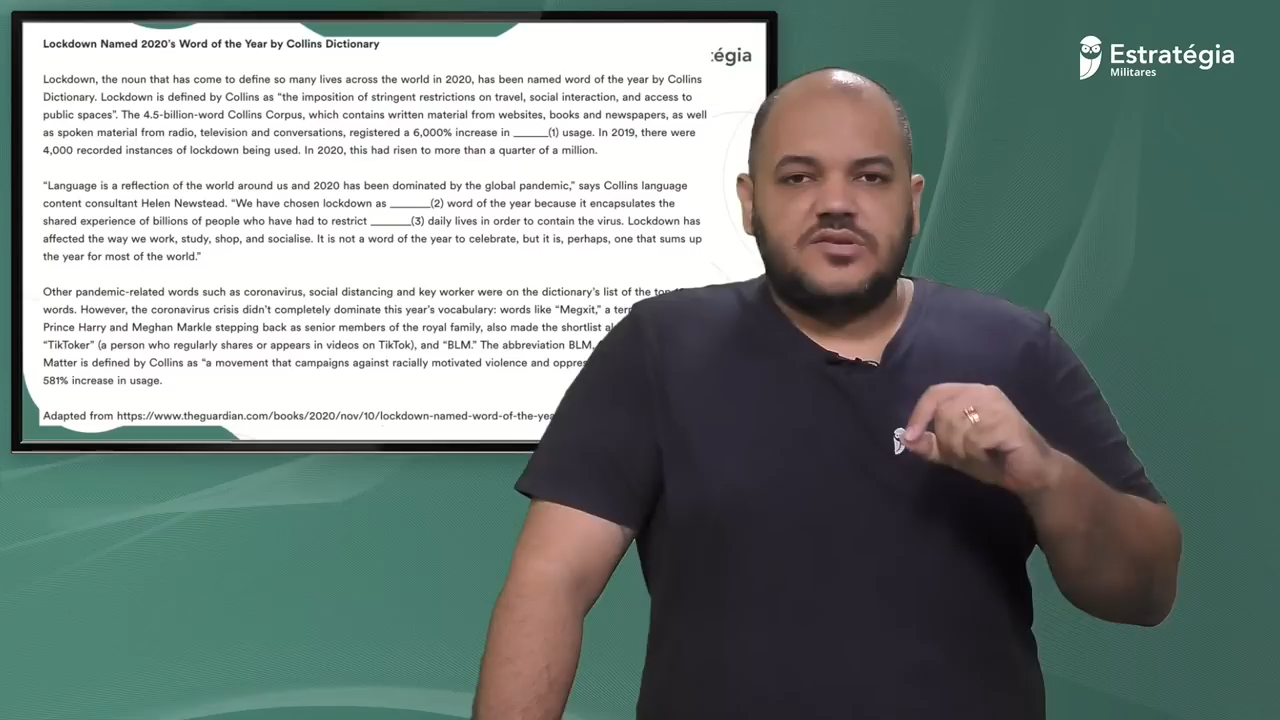 Lockdown Named 2020's Word of the Year by Collins Dictionary
Lockdown, the noun that has come to define so many lives across the world in 2020, has been named word of the year by Collins
Dictionary. Lockdown is defined by Collins as “the imposition of stringent restrictions on travel, social interaction, and access to
public spaces”. The 4.5-billion-word Collins Corpus, which contains written material from websites, books and newspapers, as well
as spoken material from radio, television and conversations, registered a 6,000% increase in ______(1) usage. In 2019, there were
4,000 recorded instances of lockdown being used. In 2020, this had risen to more than a quarter of a million.
“Language is a reflection of the world around us and 2020 has been dominated by the global pandemic,” says Collins language
content consultant Helen Newstead. “We have chosen lockdown as _______(2) word of the year because it encapsulates the
shared experience of billions of people who have had to restrict _______(3) daily lives in order to contain the virus. Lockdown has
affected the way we work, study, shop, and socialise. It is not a word of the year to celebrate, but it is, perhaps, one that sums up
the year for most of the world.”
Other pandemic-related words such as coronavirus, social distancing and key worker were on the dictionary's list of the top
words. However, the coronavirus crisis didn't completely dominate this year's vocabulary: words like “Megxit,” a
Prince Harry and Meghan Markle stepping back as senior members of the royal family, also made the shortlist
“TikToker” (a person who regularly shares or appears in videos on TikTok), and “BLM.” The abbreviation BLM,
Matter is defined by Collins as “a movement that campaigns against racially motivated violence and
581% increase in usage.
Adapted from https://www.theguardian.com/books/2020/nov/10/lockdown-named-word-of-the-yea
tégia
Estratégia
Militares